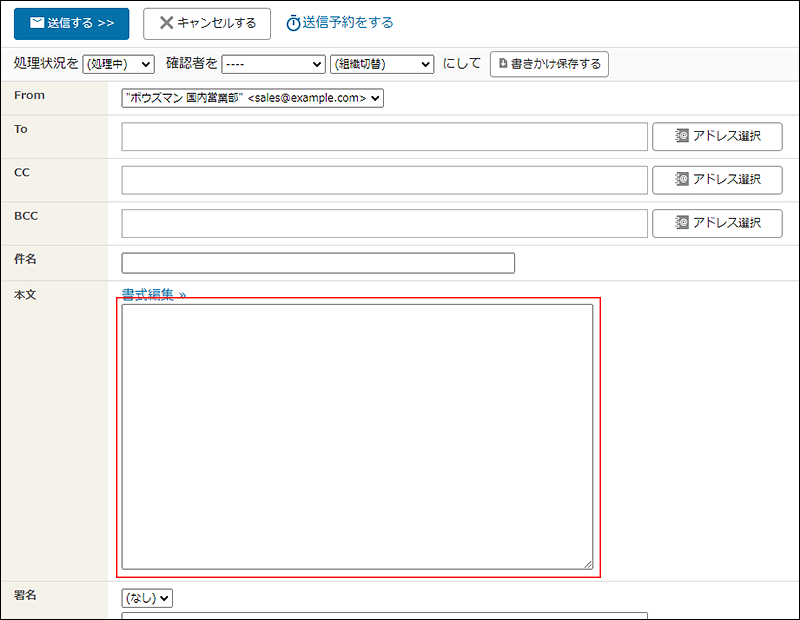 送信する >> キャンセルする 送信予約をする
処理状況を (処理中) 確認者を ---- (組織切替) にして 書きかけ保存する
From "ボウズマン 国内営業部" <sales@example.com>
To アドレス選択
CC アドレス選択
BCC アドレス選択
件名
本文 書式編集 »
署名 (なし)